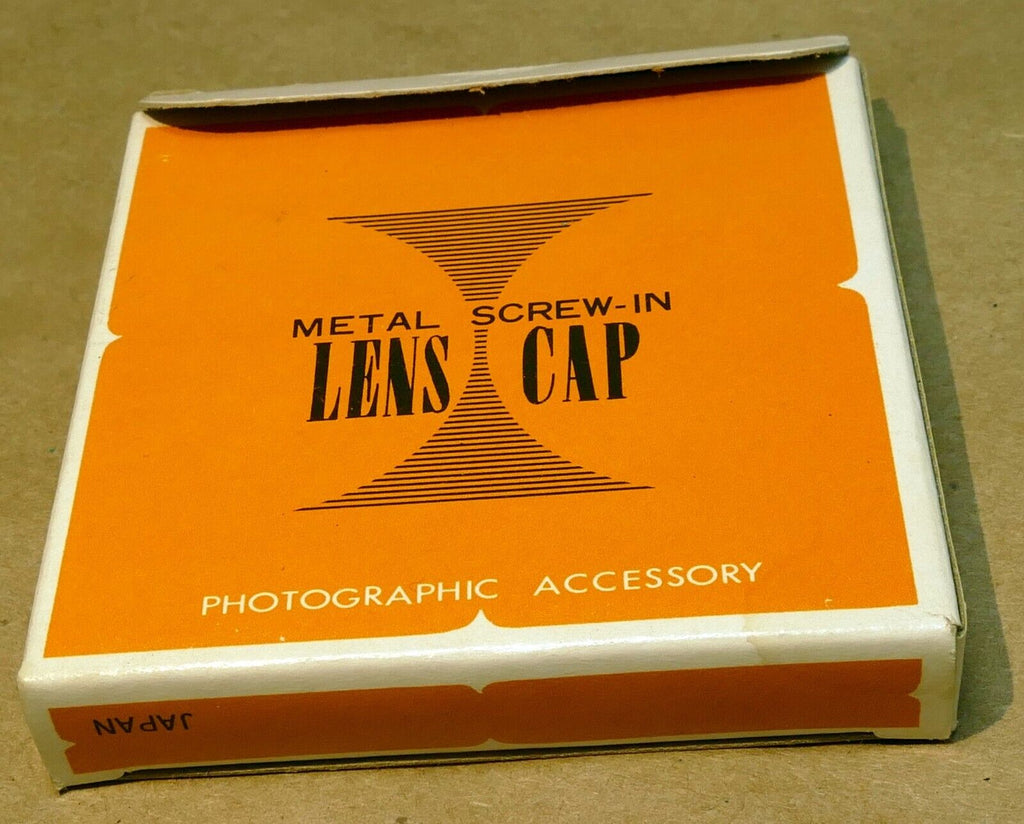 METAL SCREW-IN
LENS CAP
PHOTOGRAPHIC ACCESSORY
JAPAN